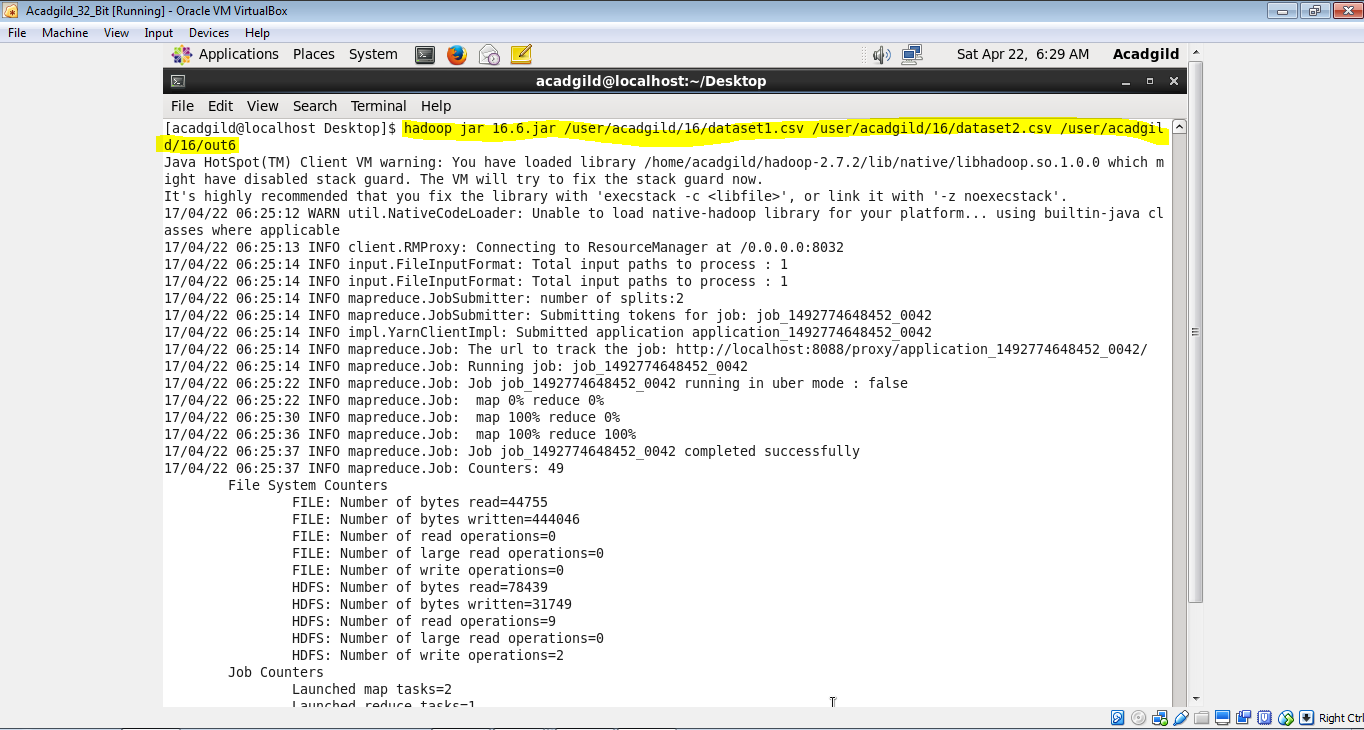 Acadgild_32_Bit [Running] - Oracle VM VirtualBox
File Machine View Input Devices Help
Applications Places System Sat Apr 22, 6:29 AM Acadgild
acadgild@localhost:~/Desktop
File Edit View Search Terminal Help
[acadgild@localhost Desktop]$ hadoop jar 16.6.jar /user/acadgild/16/dataset1.csv /user/acadgild/16/dataset2.csv /user/acadgil
d/16/out6
Java HotSpot(TM) Client VM warning: You have loaded library /home/acadgild/hadoop-2.7.2/lib/native/libhadoop.so.1.0.0 which m
ight have disabled stack guard. The VM will try to fix the stack guard now.
It's highly recommended that you fix the library with 'execstack -c <libfile>', or link it with '-z noexecstack'.
17/04/22 06:25:12 WARN util.NativeCodeLoader: Unable to load native-hadoop library for your platform... using builtin-java cl
asses where applicable
17/04/22 06:25:13 INFO client.RMProxy: Connecting to ResourceManager at /0.0.0.0:8032
17/04/22 06:25:14 INFO input.FileInputFormat: Total input paths to process : 1
17/04/22 06:25:14 INFO input.FileInputFormat: Total input paths to process : 1
17/04/22 06:25:14 INFO mapreduce.JobSubmitter: number of splits:2
17/04/22 06:25:14 INFO mapreduce.JobSubmitter: Submitting tokens for job: job_1492774648452_0042
17/04/22 06:25:14 INFO impl.YarnClientImpl: Submitted application application_1492774648452_0042
17/04/22 06:25:14 INFO mapreduce.Job: The url to track the job: http://localhost:8088/proxy/application_1492774648452_0042/
17/04/22 06:25:14 INFO mapreduce.Job: Running job: job_1492774648452_0042
17/04/22 06:25:22 INFO mapreduce.Job: Job job_1492774648452_0042 running in uber mode : false
17/04/22 06:25:22 INFO mapreduce.Job:  map 0% reduce 0%
17/04/22 06:25:30 INFO mapreduce.Job:  map 100% reduce 0%
17/04/22 06:25:36 INFO mapreduce.Job:  map 100% reduce 100%
17/04/22 06:25:37 INFO mapreduce.Job: Job job_1492774648452_0042 completed successfully
17/04/22 06:25:37 INFO mapreduce.Job: Counters: 49
File System Counters
FILE: Number of bytes read=44755
FILE: Number of bytes written=444046
FILE: Number of read operations=0
FILE: Number of large read operations=0
FILE: Number of write operations=0
HDFS: Number of bytes read=78439
HDFS: Number of bytes written=31749
HDFS: Number of read operations=9
HDFS: Number of large read operations=0
HDFS: Number of write operations=2
Job Counters
Launched map tasks=2
Launched reduce tasks=1
Right Ctrl